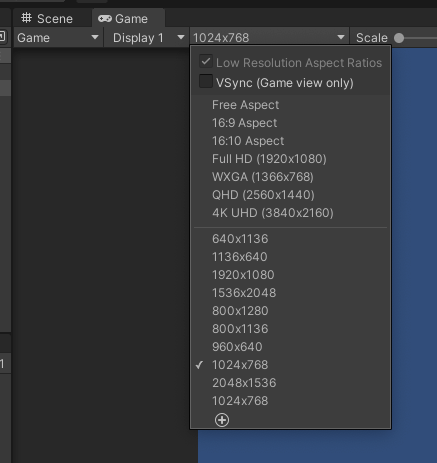 Scene
Game
Game Display 1 1024x768 Scale
Low Resolution Aspect Ratios
VSync (Game view only)
Free Aspect
16:9 Aspect
16:10 Aspect
Full HD (1920x1080)
WXGA (1366x768)
QHD (2560x1440)
4K UHD (3840x2160)
640x1136
1136x640
1920x1080
1536x2048
800x1280
800x1136
960x640
1024x768
2048x1536
1024x768
1